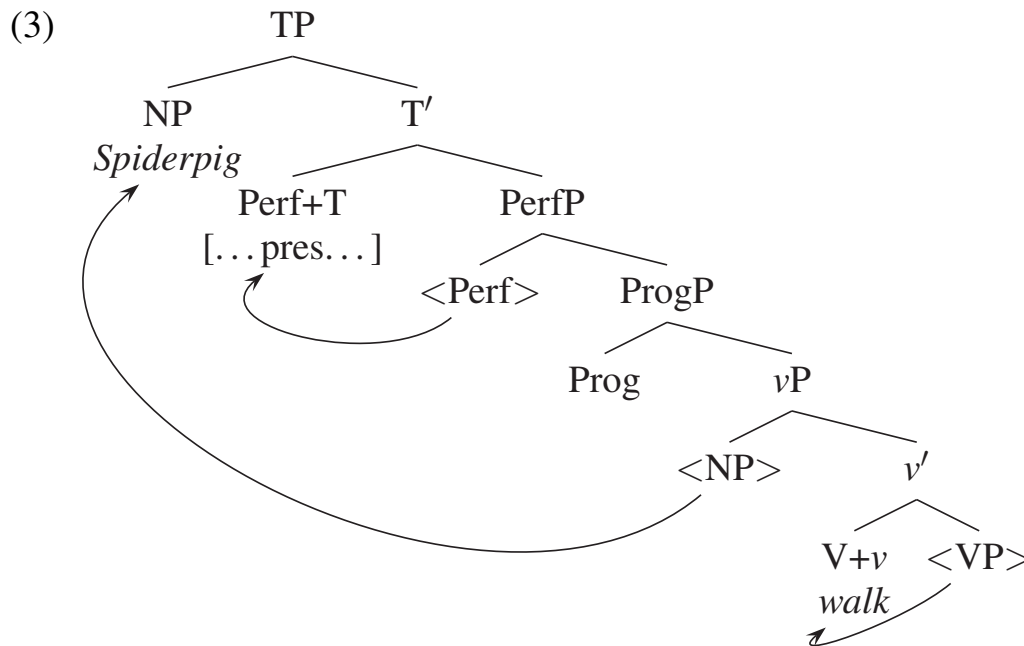 (3) TP
NP T′
Spiderpig
Perf+T PerfP
[…pres…]
<Perf> ProgP
Prog vP
<NP> v′
V+v <VP>
walk